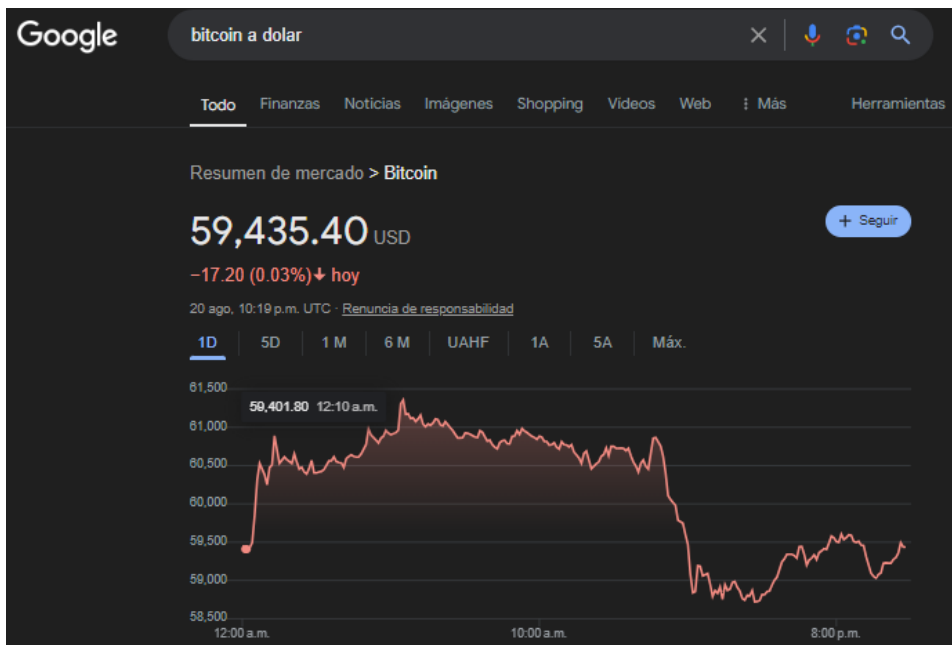 Google
bitcoin a dolar
Todo Finanzas Noticias Imágenes Shopping Videos Web Más Herramientas
Resumen de mercado > Bitcoin
59,435.40 USD
+ Seguir
−17.20 (0.03%) hoy
20 ago, 10:19 p.m. UTC · Renuncia de responsabilidad
1D 5D 1 M 6 M UAHF 1A 5A Máx.
61,500
59,401.80 12:10 a.m.
61,000
60,500
60,000
59,500
59,000
58,500
12:00 a.m. 10:00 a.m. 8:00 p.m.